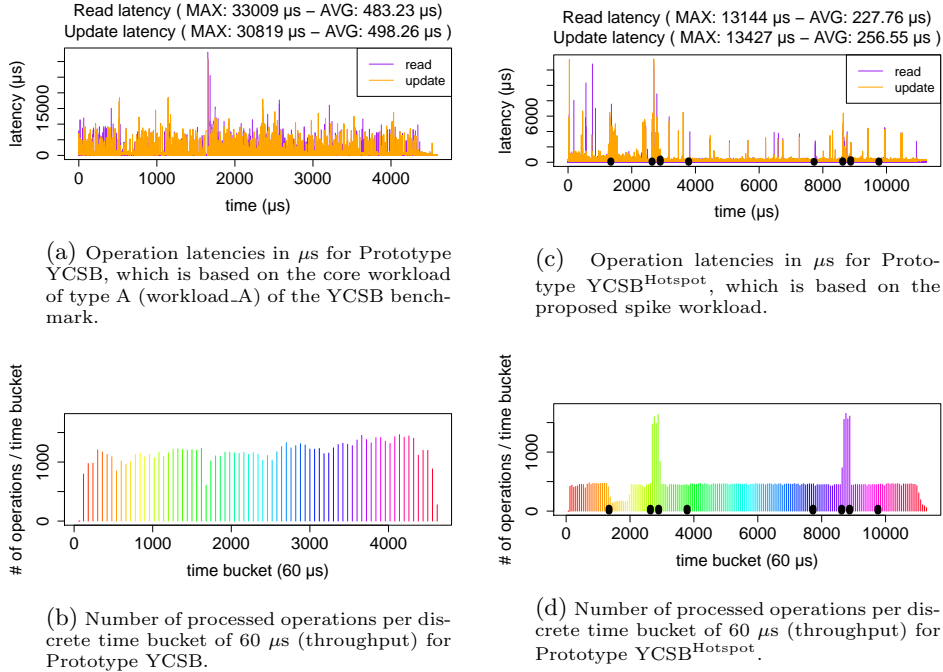 Read latency ( MAX: 33009 µs − AVG: 483.23 µs)
Update latency ( MAX: 30819 µs − AVG: 498.26 µs )
latency (µs)
15000
0
read
update
0 1000 2000 3000 4000
time (µs)
(a) Operation latencies in µs for Prototype
YCSB, which is based on the core workload
of type A (workload_A) of the YCSB bench-
mark.
Read latency ( MAX: 13144 µs − AVG: 227.76 µs)
Update latency ( MAX: 13427 µs − AVG: 256.55 µs )
latency (µs)
6000
0
read
update
0 2000 4000 6000 8000 10000
time (µs)
(c) Operation latencies in µs for Proto-
type YCSB^Hotspot, which is based on the
proposed spike workload.
# of operations / time bucket
1000
0
0 1000 2000 3000 4000
time bucket (60 µs)
(b) Number of processed operations per dis-
crete time bucket of 60 µs (throughput) for
Prototype YCSB.
# of operations / time bucket
1000
0
0 2000 4000 6000 8000 10000
time bucket (60 µs)
(d) Number of processed operations per dis-
crete time bucket of 60 µs (throughput) for
Prototype YCSB^Hotspot.